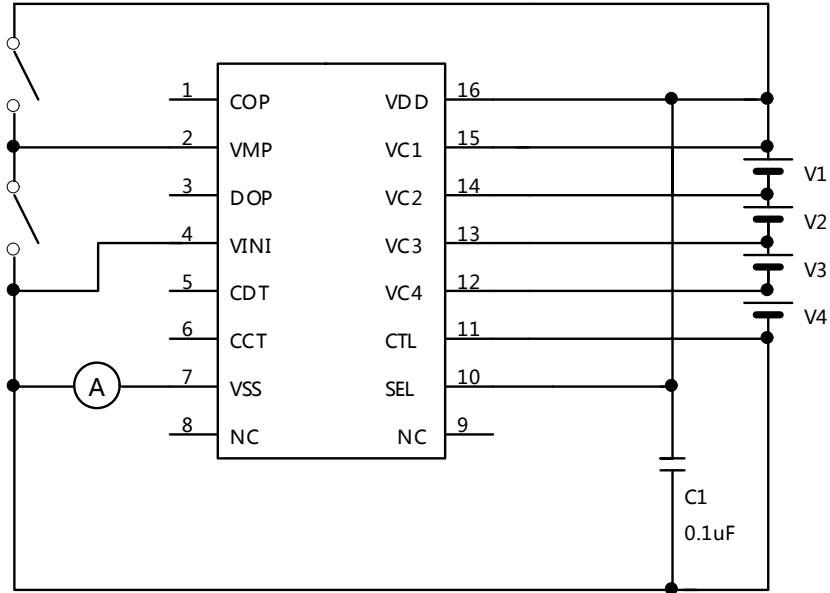 1 COP VDD 16
2 VMP VC1 15
V1
3 DOP VC2 14
V2
4 VINI VC3 13
V3
5 CDT VC4 12
V4
6 CCT CTL 11
A 7 VSS SEL 10
8 NC NC 9
C1
0.1uF